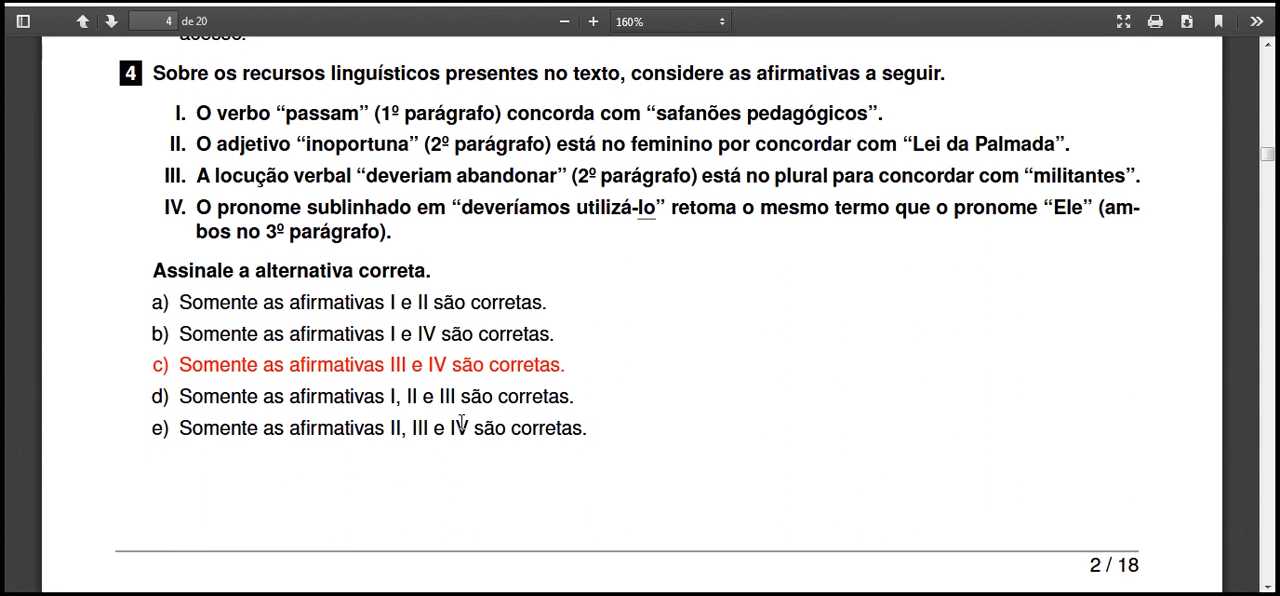 4 de 20
160%
acesso.
4 Sobre os recursos linguísticos presentes no texto, considere as afirmativas a seguir.
I. O verbo “passam” (1º parágrafo) concorda com “safanões pedagógicos”.
II. O adjetivo “inoportuna” (2º parágrafo) está no feminino por concordar com “Lei da Palmada”.
III. A locução verbal “deveriam abandonar” (2º parágrafo) está no plural para concordar com “militantes”.
IV. O pronome sublinhado em “deveríamos utilizá-lo” retoma o mesmo termo que o pronome “Ele” (am-
bos no 3º parágrafo).
Assinale a alternativa correta.
a) Somente as afirmativas I e II são corretas.
b) Somente as afirmativas I e IV são corretas.
c) Somente as afirmativas III e IV são corretas.
d) Somente as afirmativas I, II e III são corretas.
e) Somente as afirmativas II, III e IV são corretas.
2 / 18